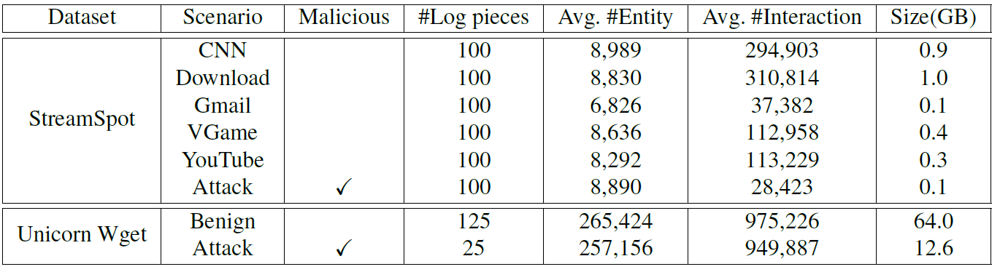 Dataset Scenario Malicious #Log pieces Avg. #Entity Avg. #Interaction Size(GB)
StreamSpot
CNN 100 8,989 294,903 0.9
Download 100 8,830 310,814 1.0
Gmail 100 6,826 37,382 0.1
VGame 100 8,636 112,958 0.4
YouTube 100 8,292 113,229 0.3
Attack ✓ 100 8,890 28,423 0.1
Unicorn Wget
Benign 125 265,424 975,226 64.0
Attack ✓ 25 257,156 949,887 12.6